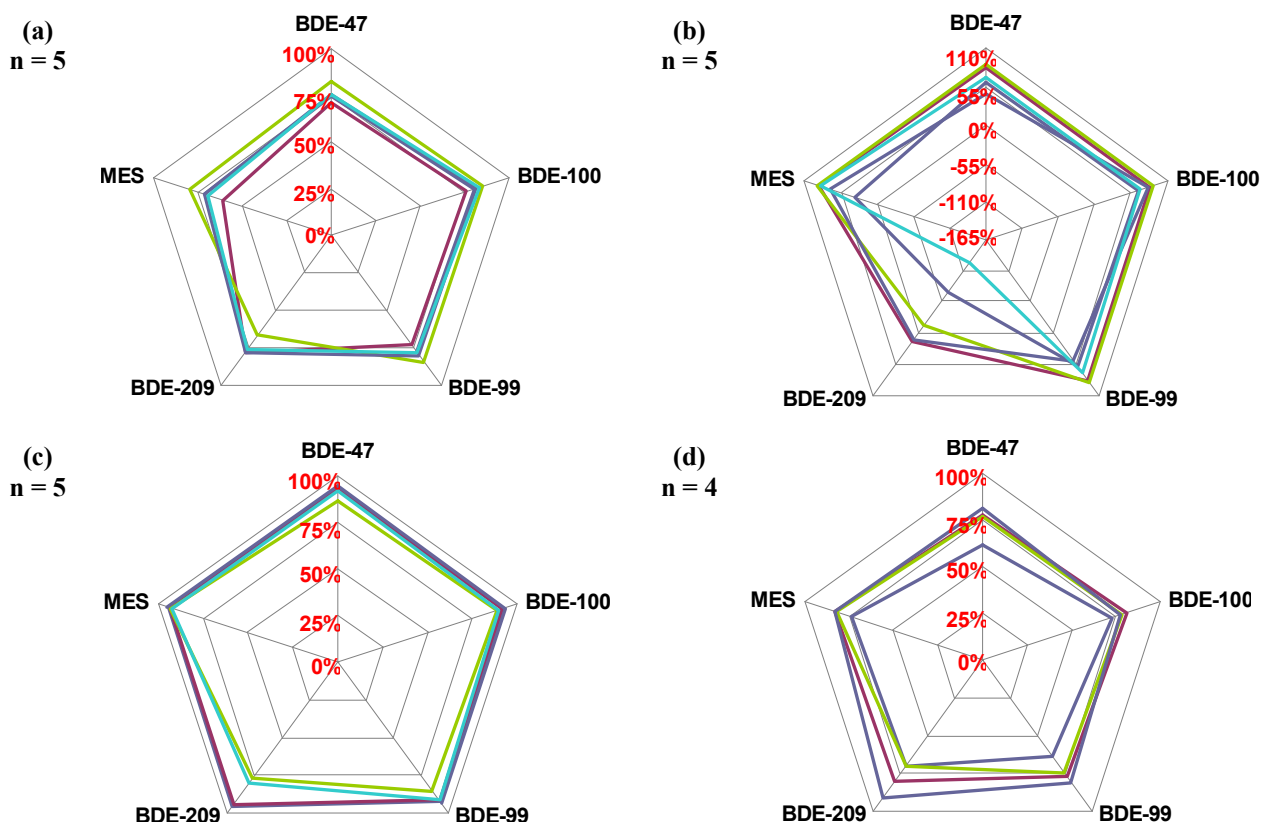 (a)
n = 5
BDE-47
100%
75%
50%
25%
0%
MES
BDE-100
BDE-209
BDE-99
(b)
n = 5
BDE-47
110%
55%
0%
-55%
-110%
-165%
MES
BDE-100
BDE-209
BDE-99
(c)
n = 5
BDE-47
100%
75%
50%
25%
0%
MES
BDE-100
BDE-209
BDE-99
(d)
n = 4
BDE-47
100%
75%
50%
25%
0%
MES
BDE-100
BDE-209
BDE-99